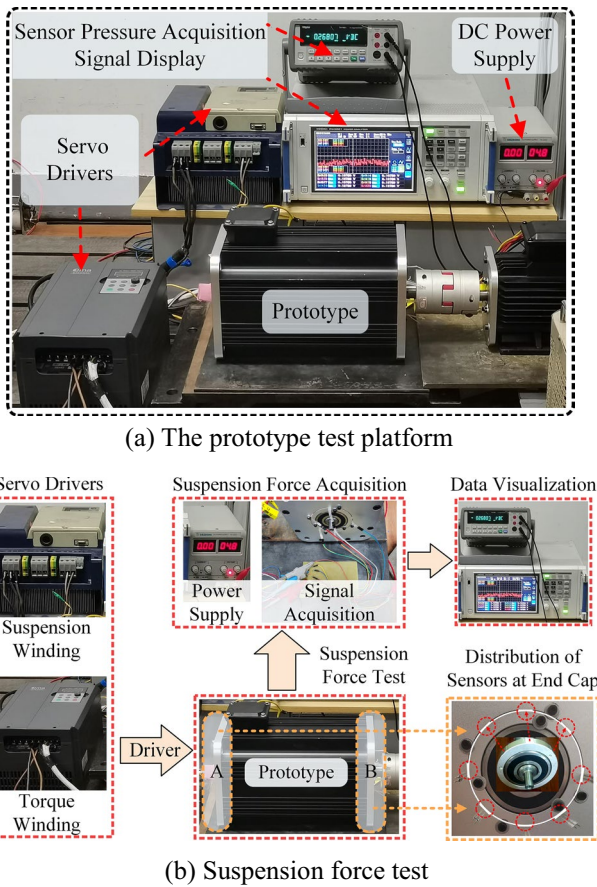 Sensor Pressure Acquisition
Signal Display
DC Power
Supply
Servo
Drivers
Prototype
(a) The prototype test platform
Servo Drivers
Suspension Force Acquisition
Data Visualization
Suspension
Winding
Power
Supply
Signal
Acquisition
Suspension
Force Test
Distribution of
Sensors at End Cap
Driver
A
Prototype
B
Torque
Winding
(b) Suspension force test